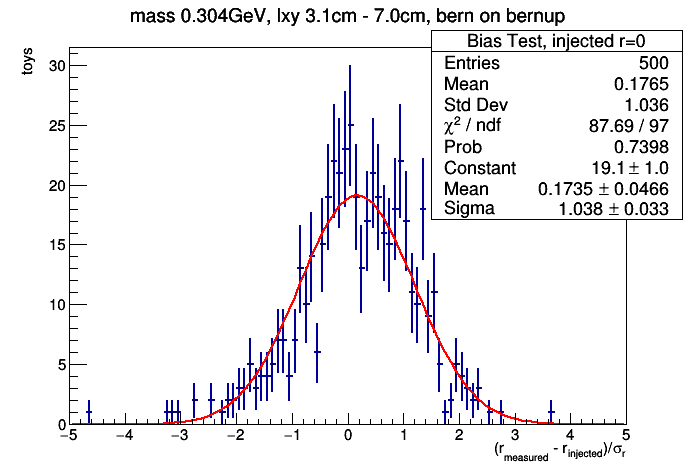 mass 0.304GeV, lxy 3.1cm - 7.0cm, bern on bernup
toys
Bias Test, injected r=0
Entries 500
Mean 0.1765
Std Dev 1.036
χ² / ndf 87.69 / 97
Prob 0.7398
Constant 19.1 ± 1.0
Mean 0.1735 ± 0.0466
Sigma 1.038 ± 0.033
30
25
20
15
10
5
0
−5 −4 −3 −2 −1 0 1 2 3 4 5
(r_measured - r_injected)/σ_r